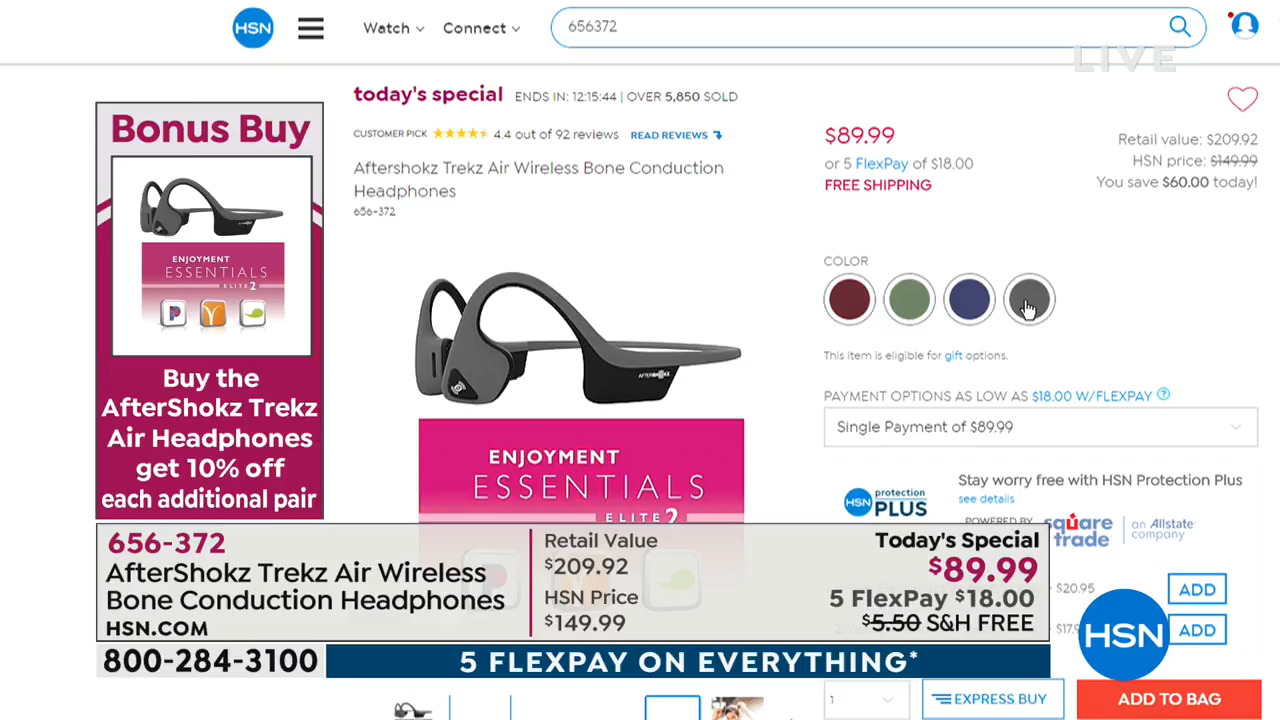 HSN
Watch
Connect
656372
LIVE
Bonus Buy
ENJOYMENT
ESSENTIALS
ELITE 2
Buy the
AfterShokz Trekz
Air Headphones
get 10% off
each additional pair
today's special ENDS IN: 12:15:44 | OVER 5,850 SOLD
CUSTOMER PICK 4.4 out of 92 reviews READ REVIEWS
Aftershokz Trekz Air Wireless Bone Conduction
Headphones
656-372
AFTERSHOKZ
ENJOYMENT
ESSENTIALS
ELITE 2
$89.99
or 5 FlexPay of $18.00
FREE SHIPPING
Retail value: $209.92
HSN price: $149.99
You save $60.00 today!
COLOR
This item is eligible for gift options.
PAYMENT OPTIONS AS LOW AS $18.00 W/FLEXPAY ?
Single Payment of $89.99
HSN protection PLUS
Stay worry free with HSN Protection Plus
see details
POWERED BY square trade an Allstate company
$20.95 ADD
ADD
656-372
AfterShokz Trekz Air Wireless
Bone Conduction Headphones
HSN.COM
Retail Value
$209.92
HSN Price
$149.99
Today's Special
$89.99
5 FlexPay $18.00
$5.50 S&H FREE
HSN
800-284-3100
5 FLEXPAY ON EVERYTHING*
1
EXPRESS BUY
ADD TO BAG